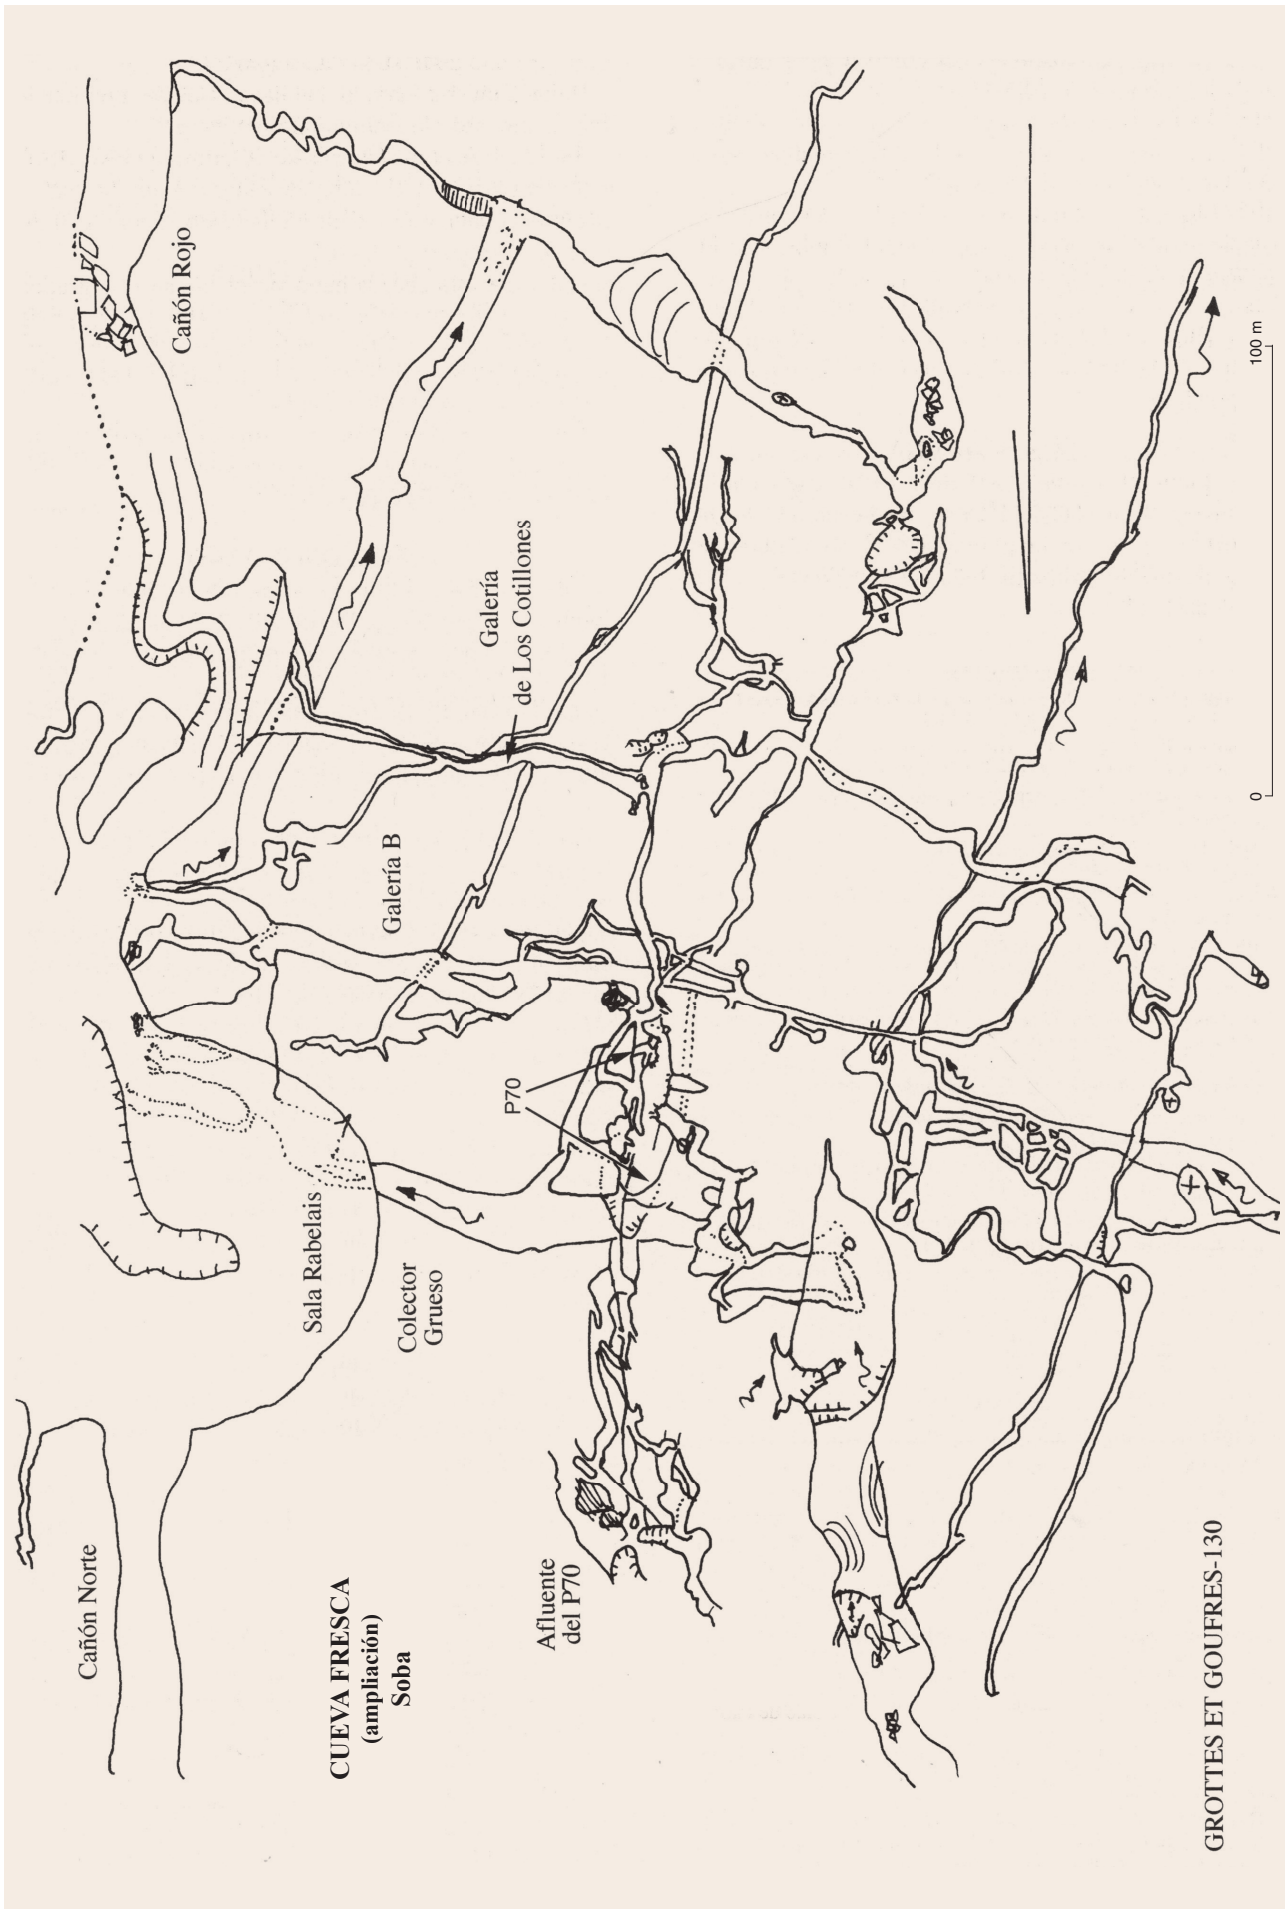 Cañón Norte
Cañón Rojo
Sala Rabelais
CUEVA FRESCA
(ampliación)
Soba
Colector
Grueso
Galería B
Galería
de Los Cotillones
P70
Afluente
del P70
GROTTES ET GOUFRES-130
0
100 m